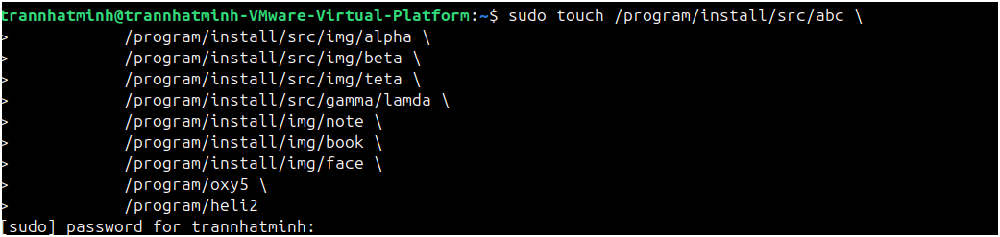 trannhatminh@trannhatminh-VMware-Virtual-Platform:~$ sudo touch /program/install/src/abc \
> /program/install/src/img/alpha \
> /program/install/src/img/beta \
> /program/install/src/img/teta \
> /program/install/src/gamma/lamda \
> /program/install/img/note \
> /program/install/img/book \
> /program/install/img/face \
> /program/oxy5 \
> /program/heli2
[sudo] password for trannhatminh: